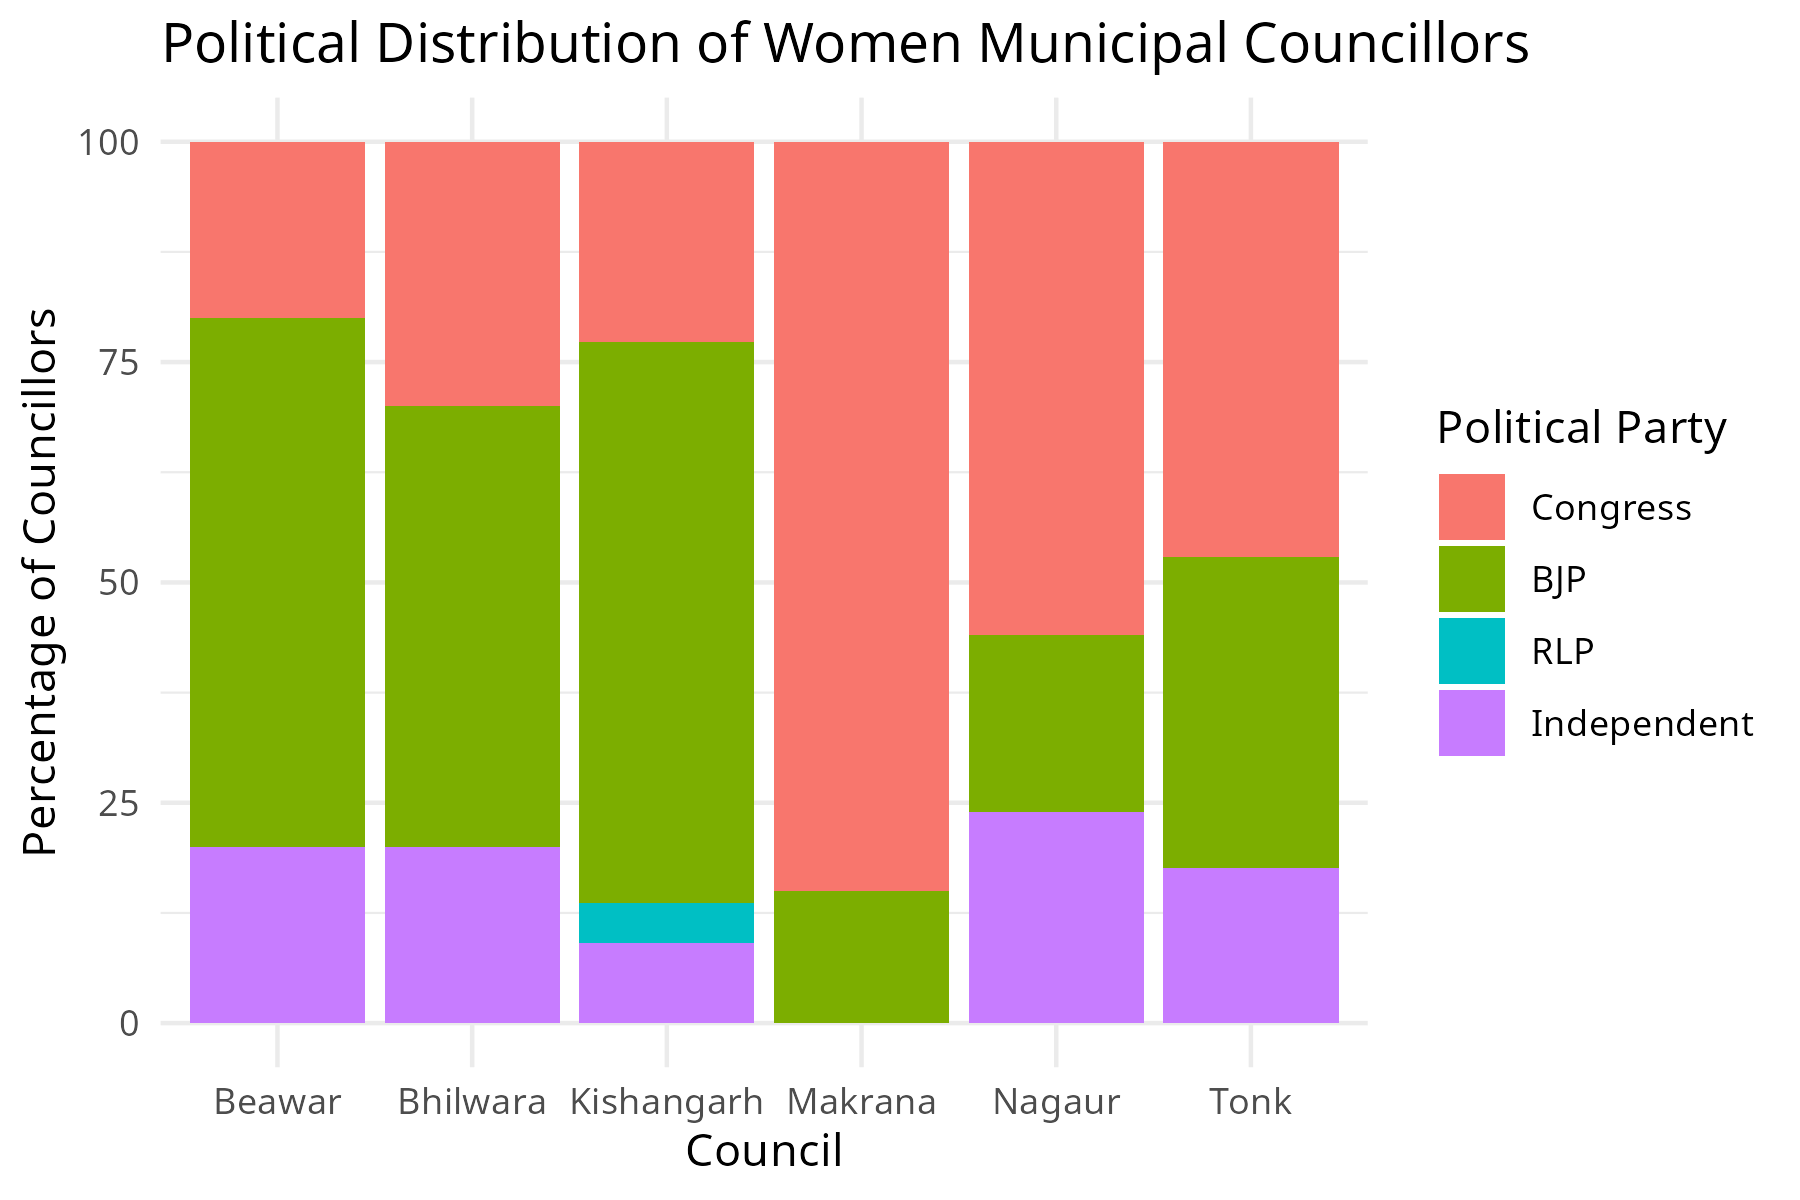 Political Distribution of Women Municipal Councillors
Percentage of Councillors
100
75
50
25
0
Beawar Bhilwara Kishangarh Makrana Nagaur Tonk
Council
Political Party
Congress
BJP
RLP
Independent